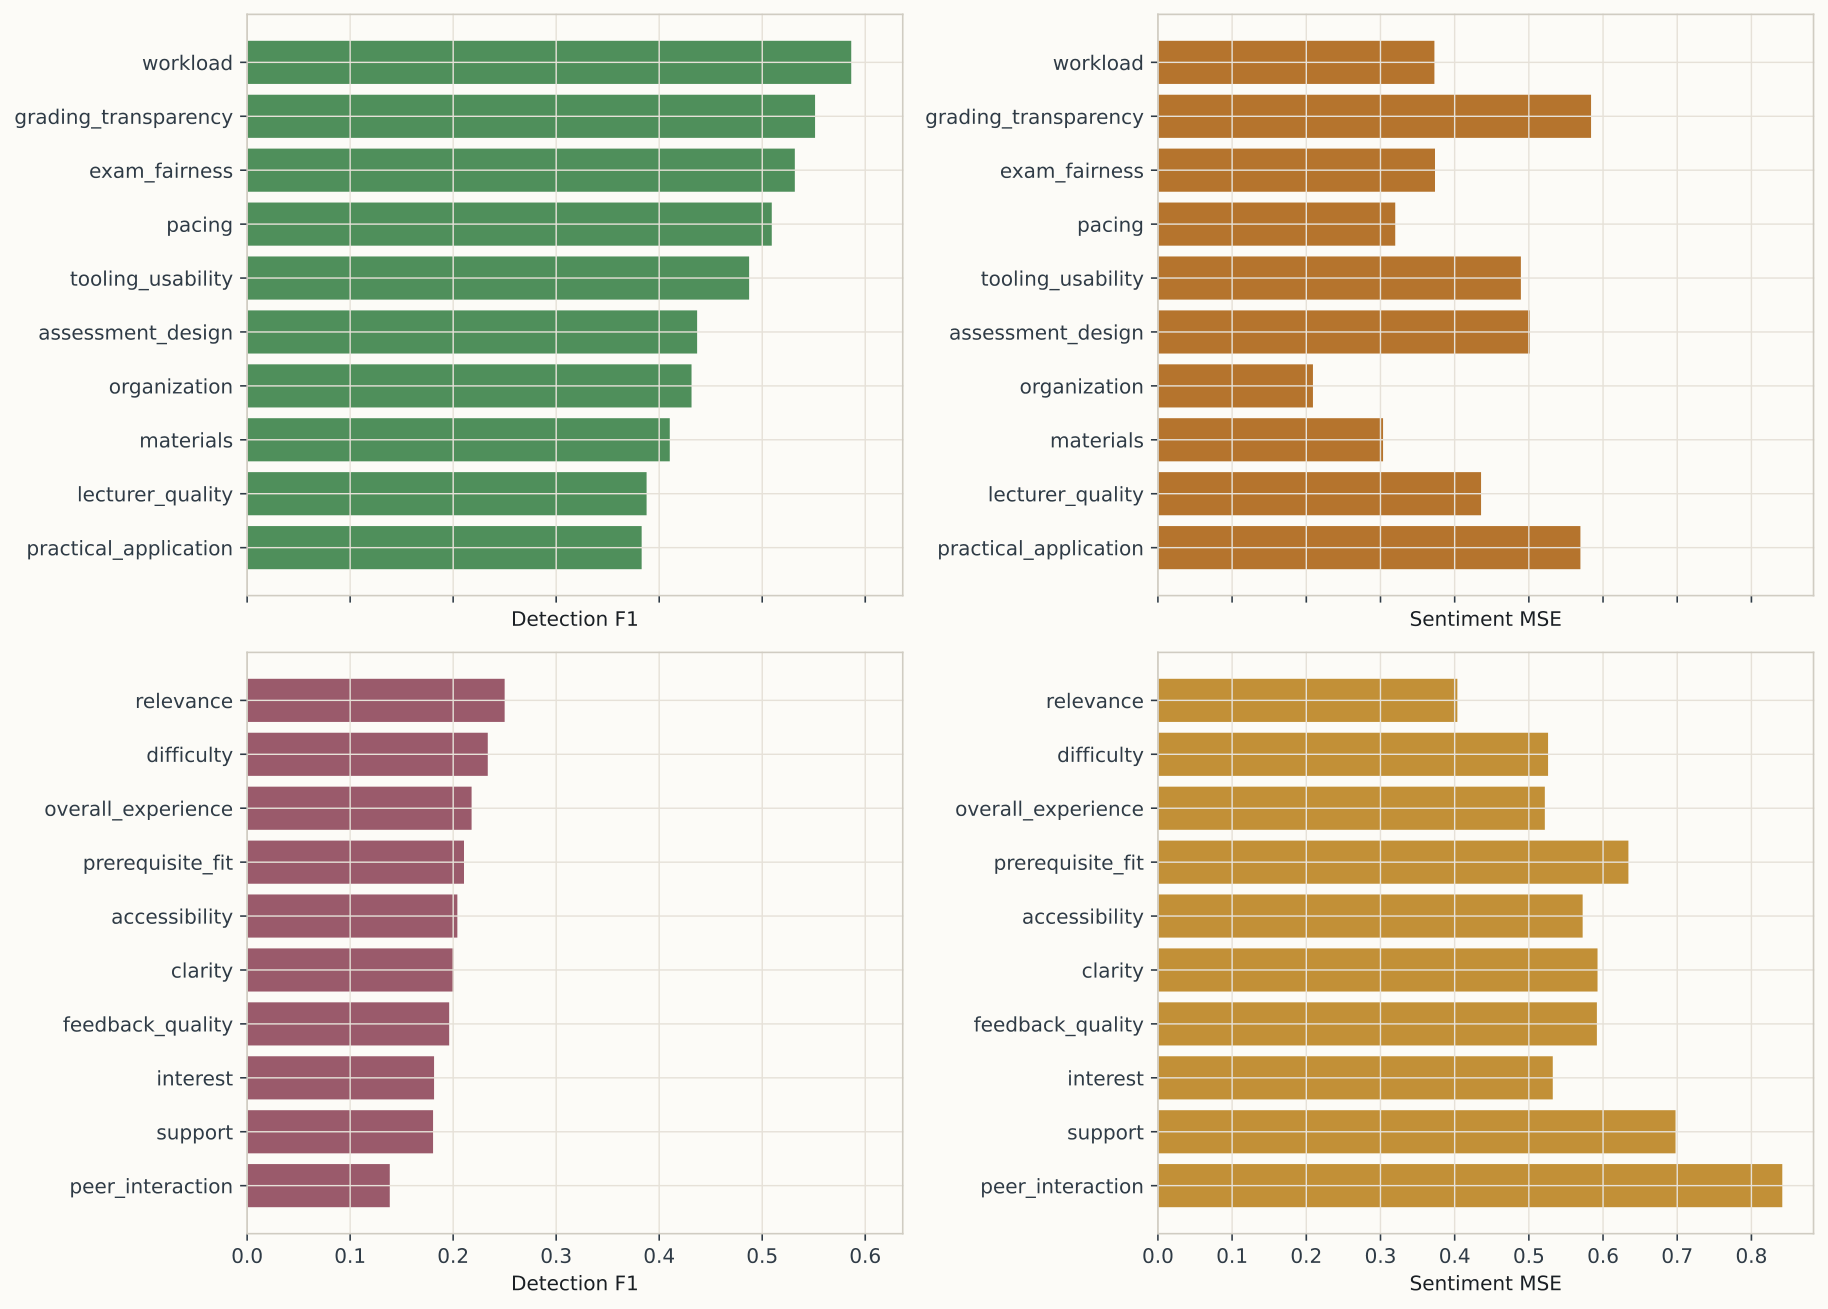 workload
grading_transparency
exam_fairness
pacing
tooling_usability
assessment_design
organization
materials
lecturer_quality
practical_application
Detection F1
workload
grading_transparency
exam_fairness
pacing
tooling_usability
assessment_design
organization
materials
lecturer_quality
practical_application
Sentiment MSE
relevance
difficulty
overall_experience
prerequisite_fit
accessibility
clarity
feedback_quality
interest
support
peer_interaction
0.0 0.1 0.2 0.3 0.4 0.5 0.6
Detection F1
relevance
difficulty
overall_experience
prerequisite_fit
accessibility
clarity
feedback_quality
interest
support
peer_interaction
0.0 0.1 0.2 0.3 0.4 0.5 0.6 0.7 0.8
Sentiment MSE